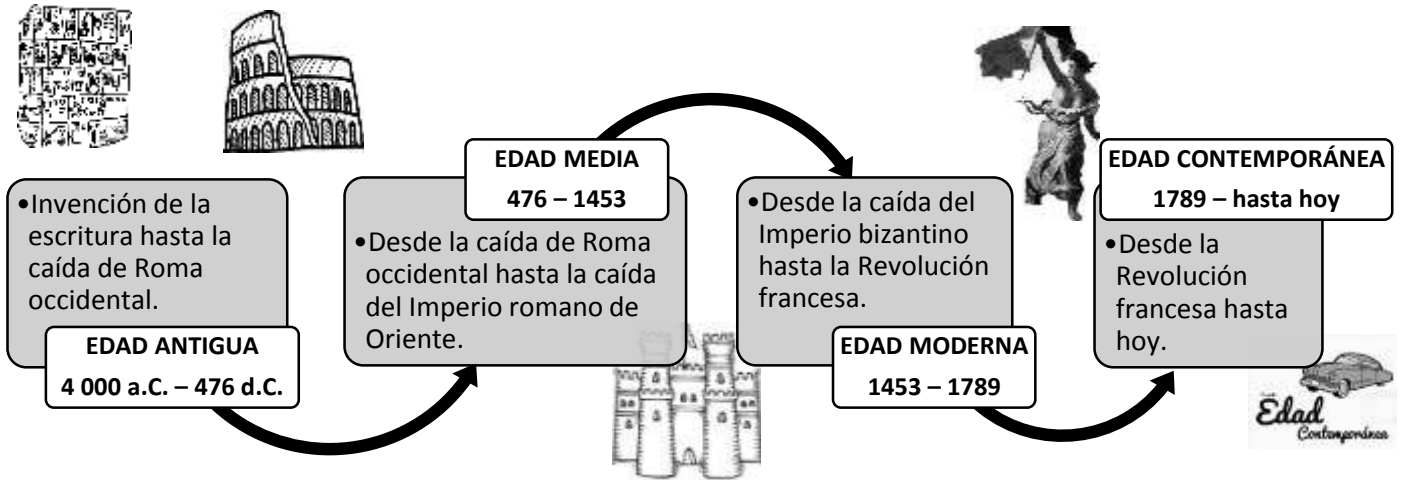 •Invención de la
escritura hasta la
caída de Roma
occidental.
EDAD ANTIGUA
4 000 a.C. – 476 d.C.
EDAD MEDIA
476 – 1453
•Desde la caída de Roma
occidental hasta la caída
del Imperio romano de
Oriente.
•Desde la caída del
Imperio bizantino
hasta la Revolución
francesa.
EDAD MODERNA
1453 – 1789
EDAD CONTEMPORÁNEA
1789 – hasta hoy
•Desde la
Revolución
francesa hasta
hoy.
Edad
Contemporánea